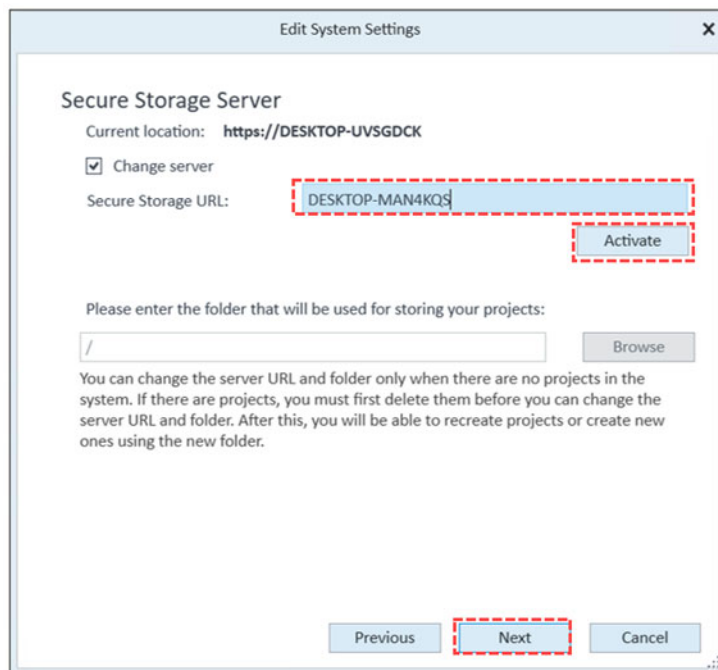 Edit System Settings
Secure Storage Server
Current location: https://DESKTOP-UVSGDCK
Change server
Secure Storage URL: DESKTOP-MAN4KQS
Activate
Please enter the folder that will be used for storing your projects:
/ Browse
You can change the server URL and folder only when there are no projects in the
system. If there are projects, you must first delete them before you can change the
server URL and folder. After this, you will be able to recreate projects or create new
ones using the new folder.
Previous Next Cancel